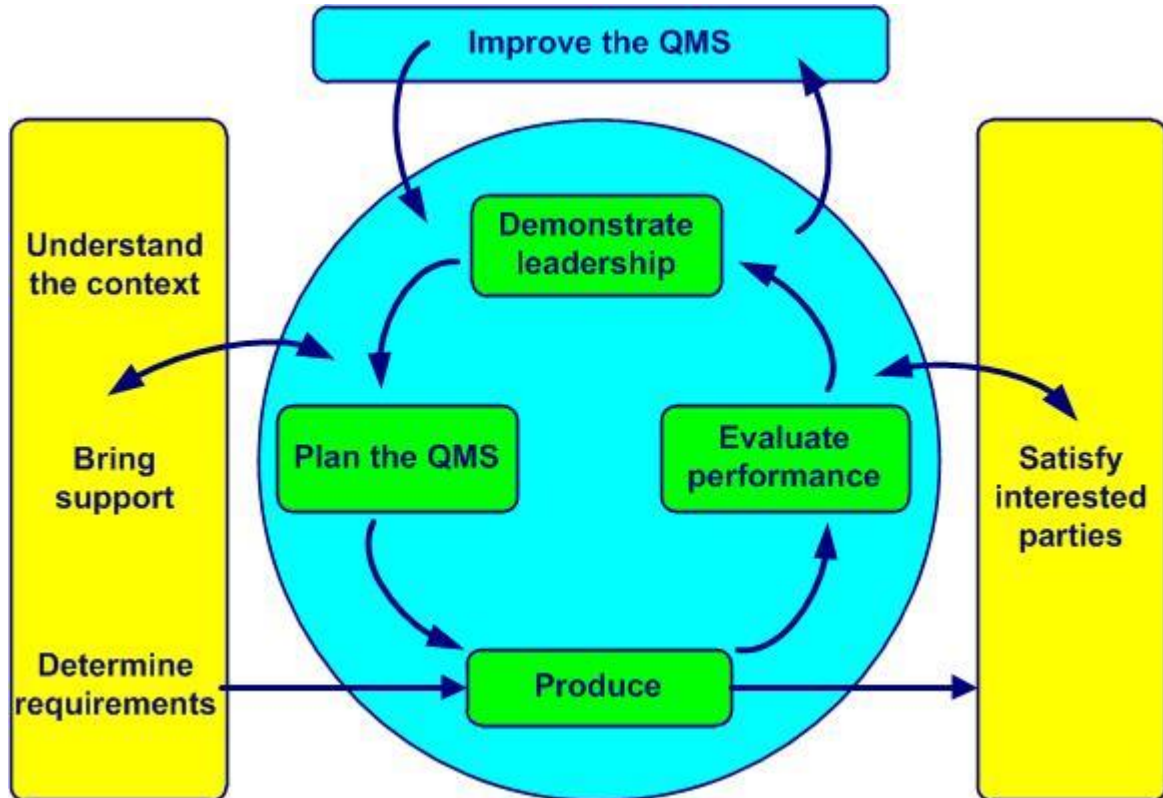 Improve the QMS
Understand
the context
Bring
support
Determine
requirements
Demonstrate
leadership
Plan the QMS
Evaluate
performance
Produce
Satisfy
interested
parties